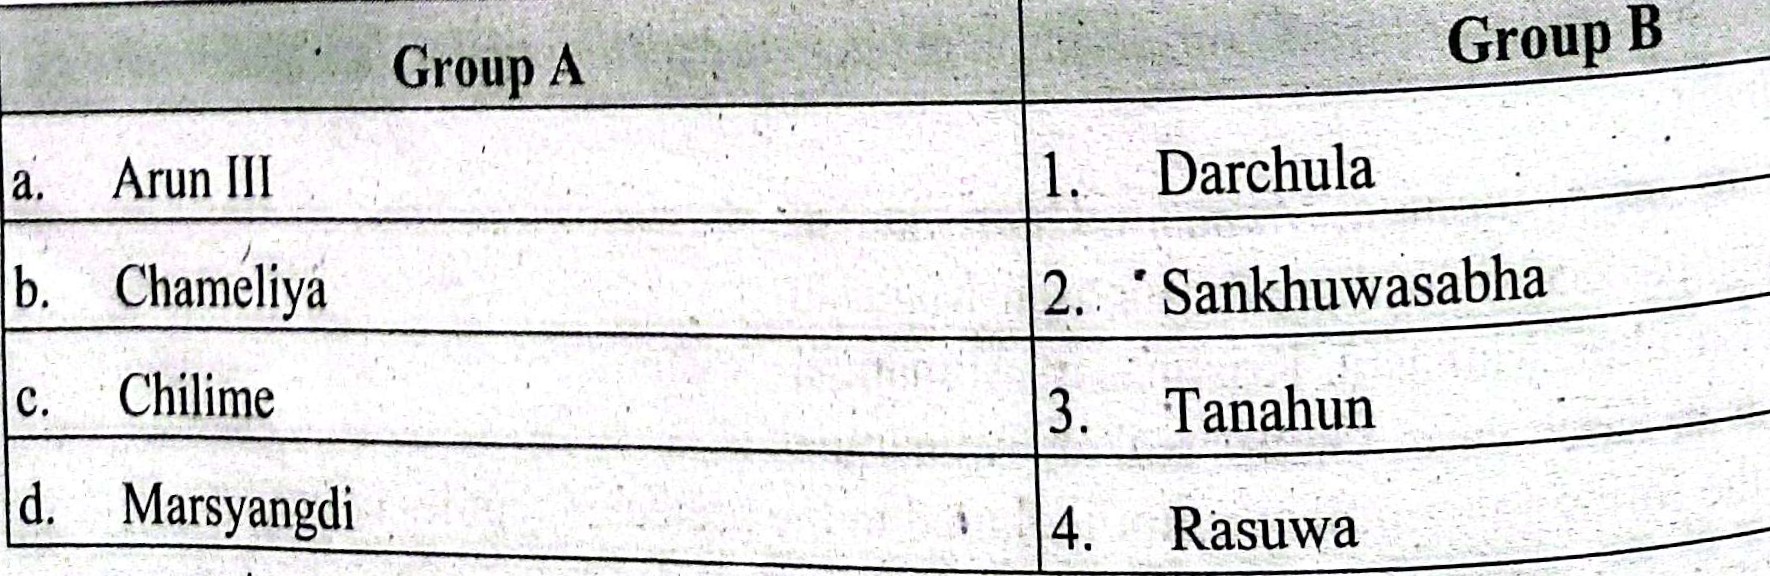 Group A Group B
a. Arun III 1. Darchula
b. Chameliya 2. Sankhuwasabha
c. Chilime 3. Tanahun
d. Marsyangdi 4. Rasuwa